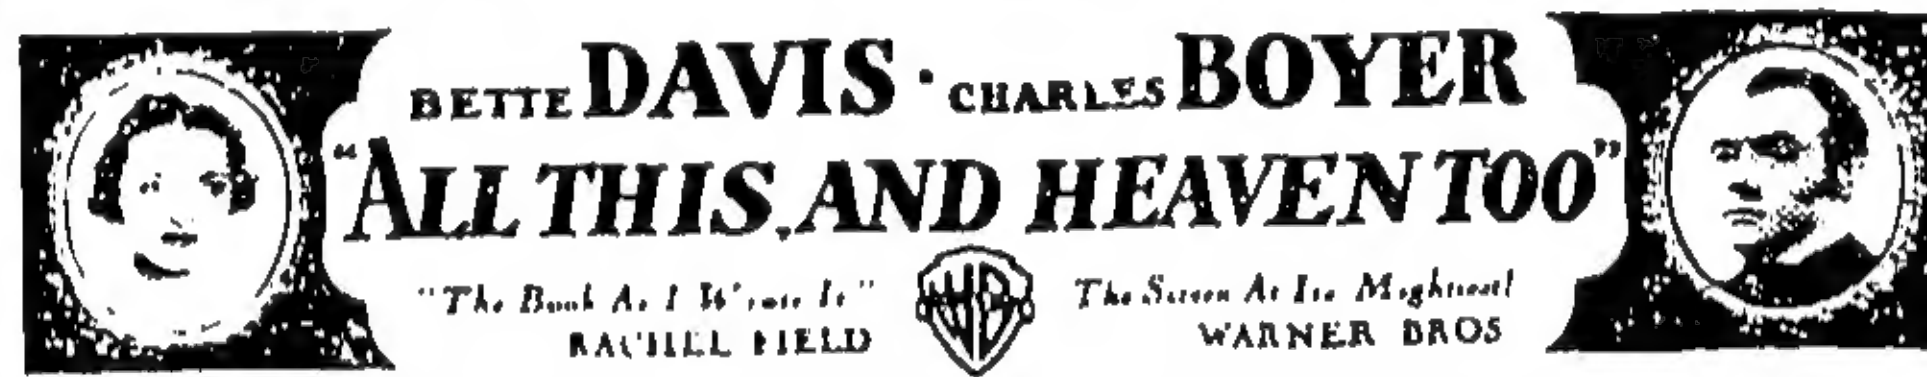 BETTE DAVIS · CHARLES BOYER
"ALL THIS, AND HEAVEN TOO"
"The Book As I Wrote It"
RACHEL FIELD
WB
The Screen At Its Mightiest!
WARNER BROS